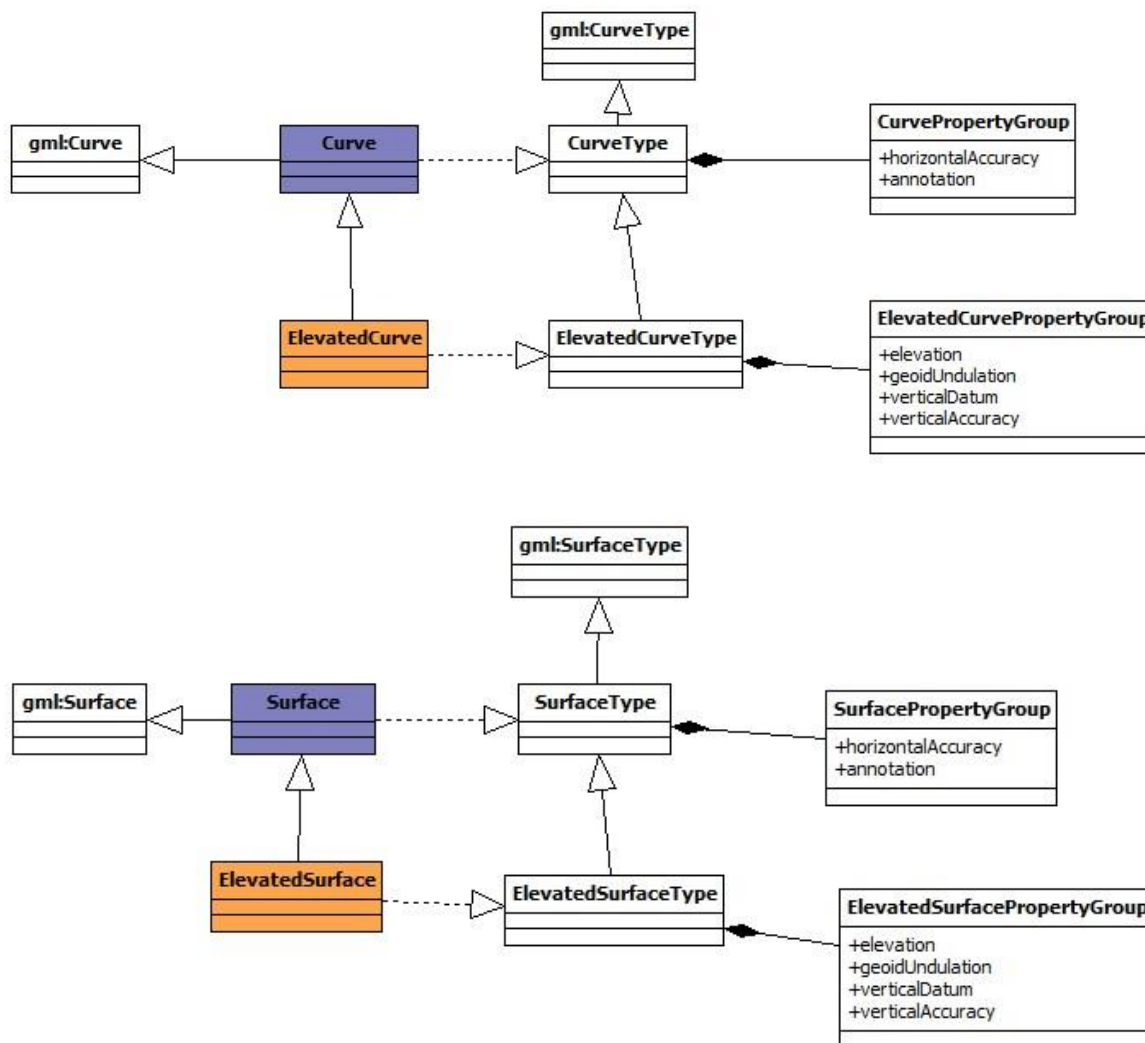 gml:CurveType
gml:Curve
Curve
CurveType
CurvePropertyGroup
+horizontalAccuracy
+annotation
ElevatedCurve
ElevatedCurveType
ElevatedCurvePropertyGroup
+elevation
+geoidUndulation
+verticalDatum
+verticalAccuracy
gml:SurfaceType
gml:Surface
Surface
SurfaceType
SurfacePropertyGroup
+horizontalAccuracy
+annotation
ElevatedSurface
ElevatedSurfaceType
ElevatedSurfacePropertyGroup
+elevation
+geoidUndulation
+verticalDatum
+verticalAccuracy